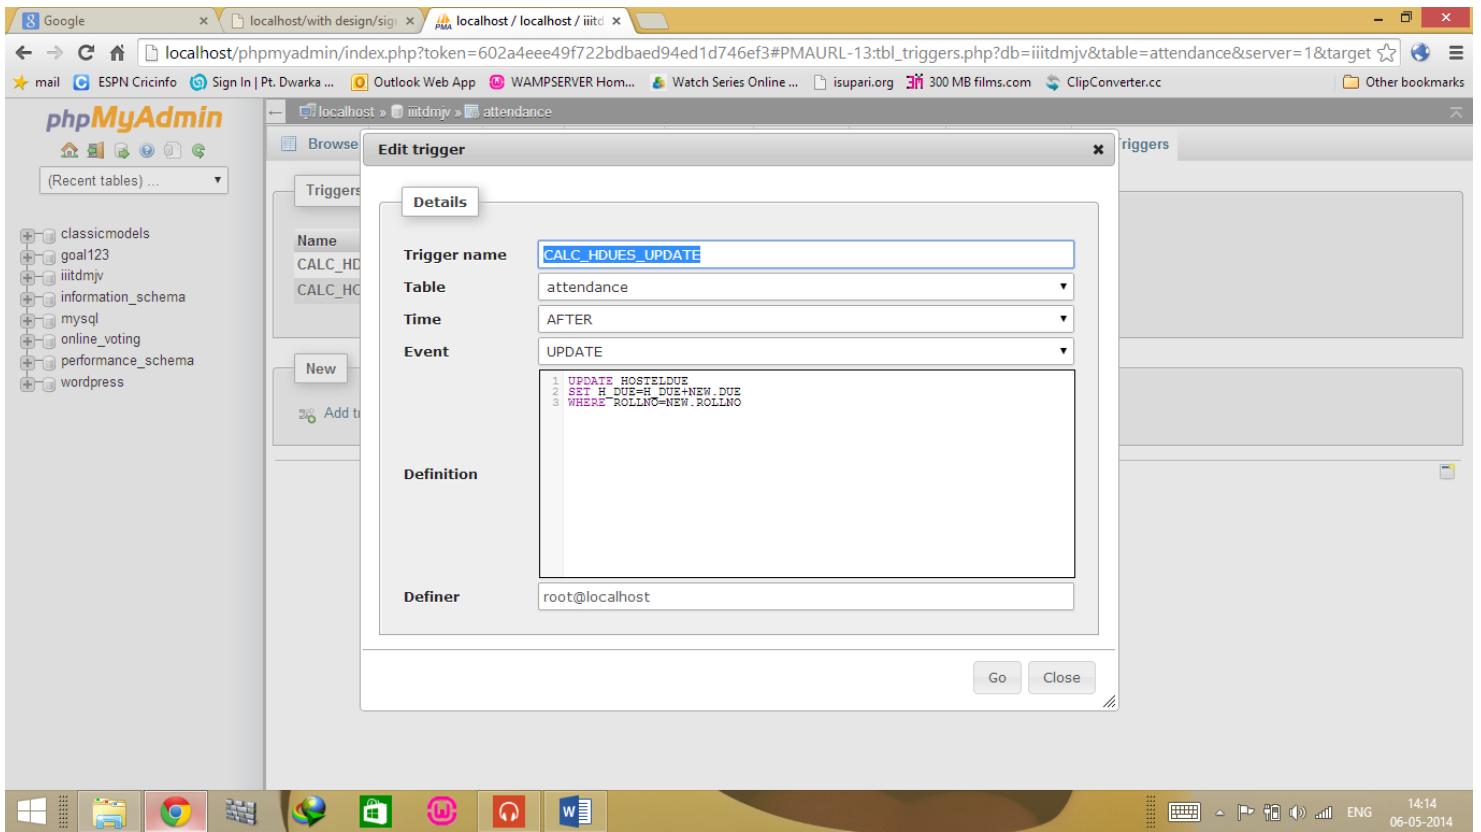 Google
localhost/with design/sig
localhost / localhost / iiitd
localhost/phpmyadmin/index.php?token=602a4eee49f722bdbaed94ed1d746ef3#PMAURL-13:tbl_triggers.php?db=iiitdmjv&table=attendance&server=1&target
mail ESPN Cricinfo Sign In | Pt. Dwarka ... Outlook Web App WAMPSERVER Hom... Watch Series Online ... isupari.org 300 MB films.com ClipConverter.cc Other bookmarks
phpMyAdmin
(Recent tables) ...
classicmodels
goal123
iiitdmjv
information_schema
mysql
online_voting
performance_schema
wordpress
localhost » iiitdmjv » attendance
Browse
riggers
Triggers
Name
CALC_HD
CALC_HO
New
Add tr
Edit trigger
Details
Trigger name CALC_HDUES_UPDATE
Table attendance
Time AFTER
Event UPDATE
1 UPDATE HOSTELDUE
2 SET H_DUE=H_DUE+NEW.DUE
3 WHERE ROLLNO=NEW.ROLLNO
Definition
Definer root@localhost
Go Close
ENG
14:14
06-05-2014